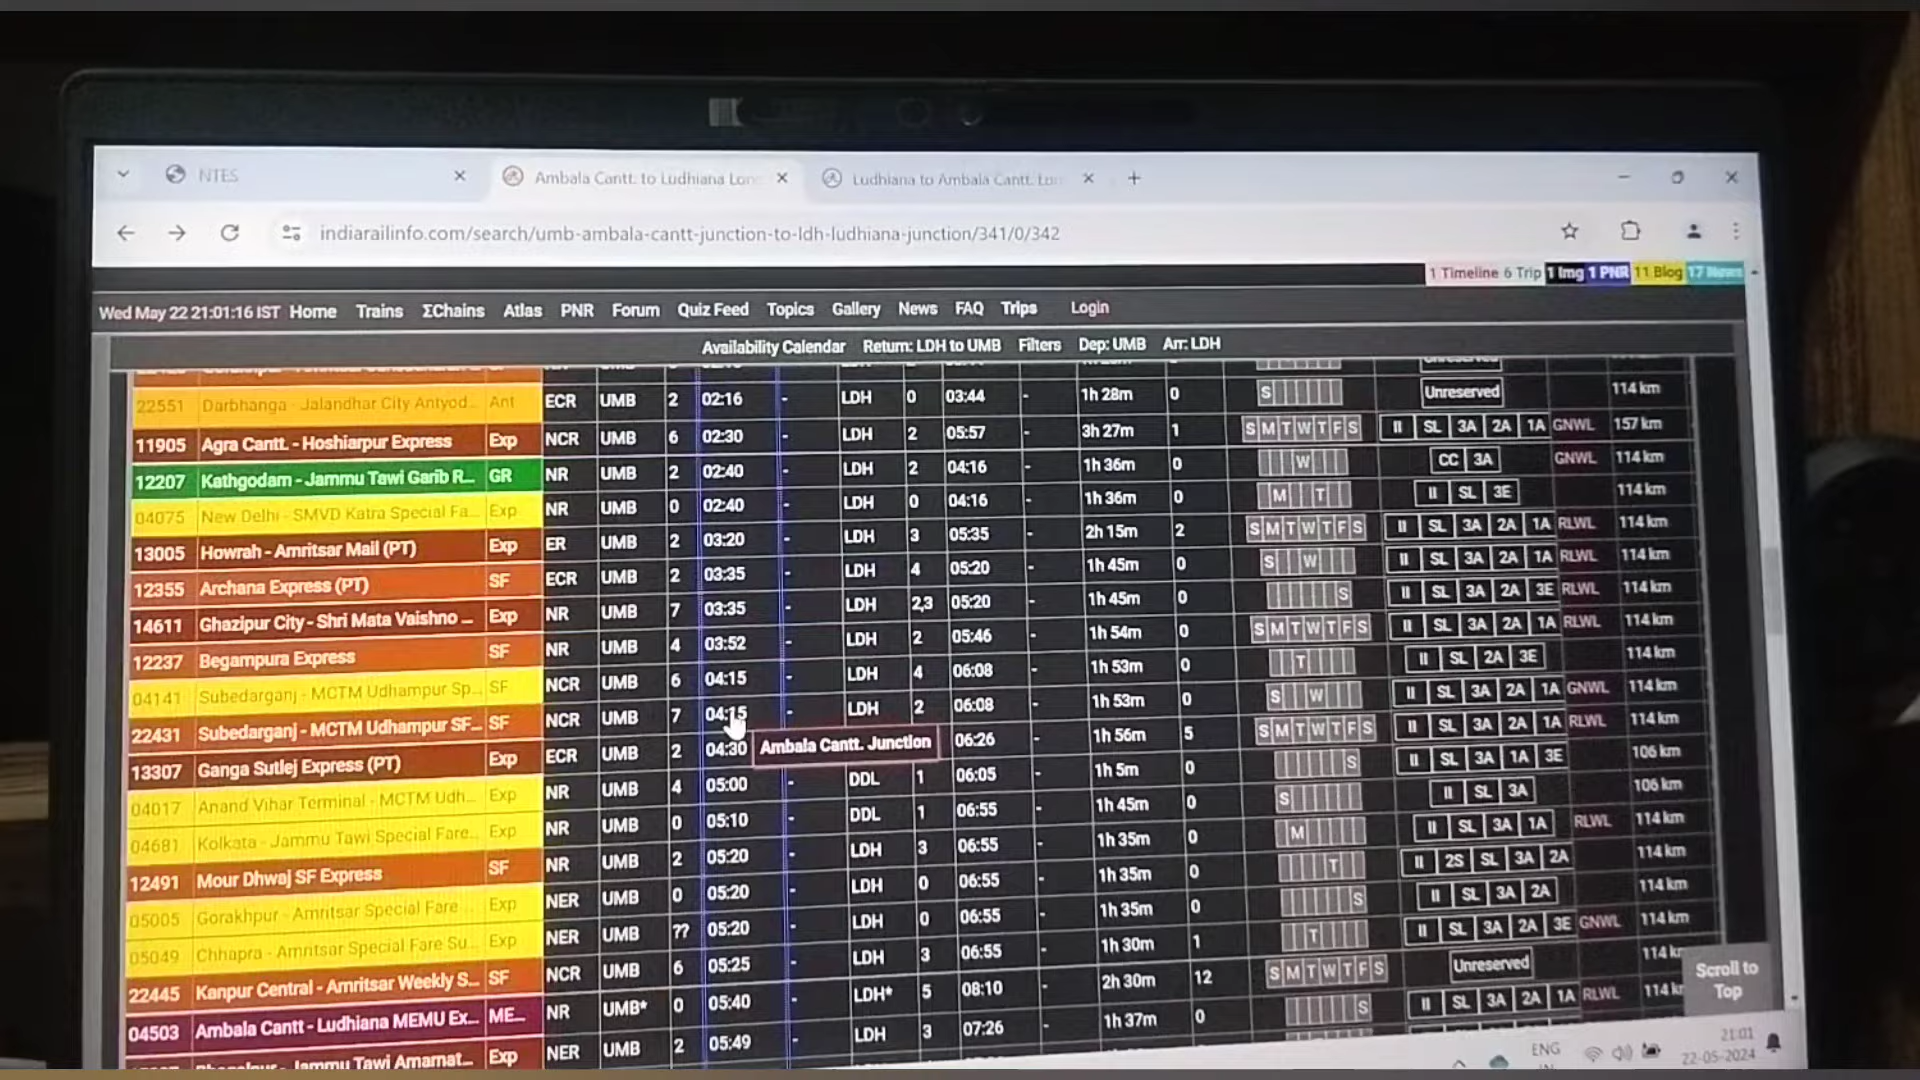 NTES
Ambala Cantt. to Ludhiana Lon
Ludhiana to Ambala Cantt. Lo
indiarailinfo.com/search/umb-ambala-cantt-junction-to-ldh-ludhiana-junction/341/0/342
1 Timeline 6 Trip 1 Img 1 PNR 11 Blog 17 News
Wed May 22 21:01:16 IST Home Trains ΣChains Atlas PNR Forum Quiz Feed Topics Gallery News FAQ Trips Login
Availability Calendar Return: LDH to UMB Filters Dep: UMB Arr: LDH
Unreserved
22551 Darbhanga - Jalandhar City Antyod... Ant ECR UMB 2 02:16 - LDH 0 03:44 - 1h 28m 0 S Unreserved 114 km
11905 Agra Cantt. - Hoshiarpur Express Exp NCR UMB 6 02:30 - LDH 2 05:57 - 3h 27m 1 S M T W T F S II SL 3A 2A 1A GNWL 157 km
12207 Kathgodam - Jammu Tawi Garib R... GR NR UMB 2 02:40 - LDH 2 04:16 - 1h 36m 0 W CC 3A GNWL 114 km
04075 New Delhi - SMVD Katra Special Fa... Exp NR UMB 0 02:40 - LDH 0 04:16 - 1h 36m 0 M T II SL 3E 114 km
13005 Howrah - Amritsar Mail (PT) Exp ER UMB 2 03:20 - LDH 3 05:35 - 2h 15m 2 S M T W T F S II SL 3A 2A 1A RLWL 114 km
12355 Archana Express (PT) SF ECR UMB 2 03:35 - LDH 4 05:20 - 1h 45m 0 S W II SL 3A 2A 1A RLWL 114 km
14611 Ghazipur City - Shri Mata Vaishno ... Exp NR UMB 7 03:35 - LDH 2,3 05:20 - 1h 45m 0 S II SL 3A 2A 3E RLWL 114 km
12237 Begampura Express SF NR UMB 4 03:52 - LDH 2 05:46 - 1h 54m 0 S M T W T F S II SL 3A 2A 1A RLWL 114 km
04141 Subedarganj - MCTM Udhampur Sp... SF NCR UMB 6 04:15 - LDH 4 06:08 - 1h 53m 0 T II SL 2A 3E 114 km
22431 Subedarganj - MCTM Udhampur SF... SF NCR UMB 7 04:15 - LDH 2 06:08 - 1h 53m 0 S W II SL 3A 2A 1A GNWL 114 km
13307 Ganga Sutlej Express (PT) Exp ECR UMB 2 04:30 Ambala Cantt. Junction 06:26 - 1h 56m 5 S M T W T F S II SL 3A 2A 1A RLWL 114 km
04017 Anand Vihar Terminal - MCTM Udh... Exp NR UMB 4 05:00 - DDL 1 06:05 - 1h 5m 0 S II SL 3A 1A 3E 106 km
04681 Kolkata - Jammu Tawi Special Fare... Exp NR UMB 0 05:10 - DDL 1 06:55 - 1h 45m 0 S II SL 3A 106 km
12491 Mour Dhwaj SF Express SF NR UMB 2 05:20 - LDH 3 06:55 - 1h 35m 0 M II SL 3A 1A RLWL 114 km
05005 Gorakhpur - Amritsar Special Fare ... Exp NER UMB 0 05:20 - LDH 0 06:55 - 1h 35m 0 T II 2S SL 3A 2A 114 km
05049 Chhapra - Amritsar Special Fare Su... Exp NER UMB ?? 05:20 - LDH 0 06:55 - 1h 35m 0 S II SL 3A 2A 114 km
22445 Kanpur Central - Amritsar Weekly S... SF NCR UMB 6 05:25 - LDH 3 06:55 - 1h 30m 1 T II SL 3A 2A 3E GNWL 114 km
04503 Ambala Cantt - Ludhiana MEMU Ex... ME... NR UMB* 0 05:40 - LDH* 5 08:10 - 2h 30m 12 S M T W T F S Unreserved 114 k
Jammu Tawi Amarnat... Exp NER UMB 2 05:49 - LDH 3 07:26 - 1h 37m 0 S II SL 3A 2A 1A RLWL 114 k
Scroll to
Top
ENG
21:01
22-05-2024